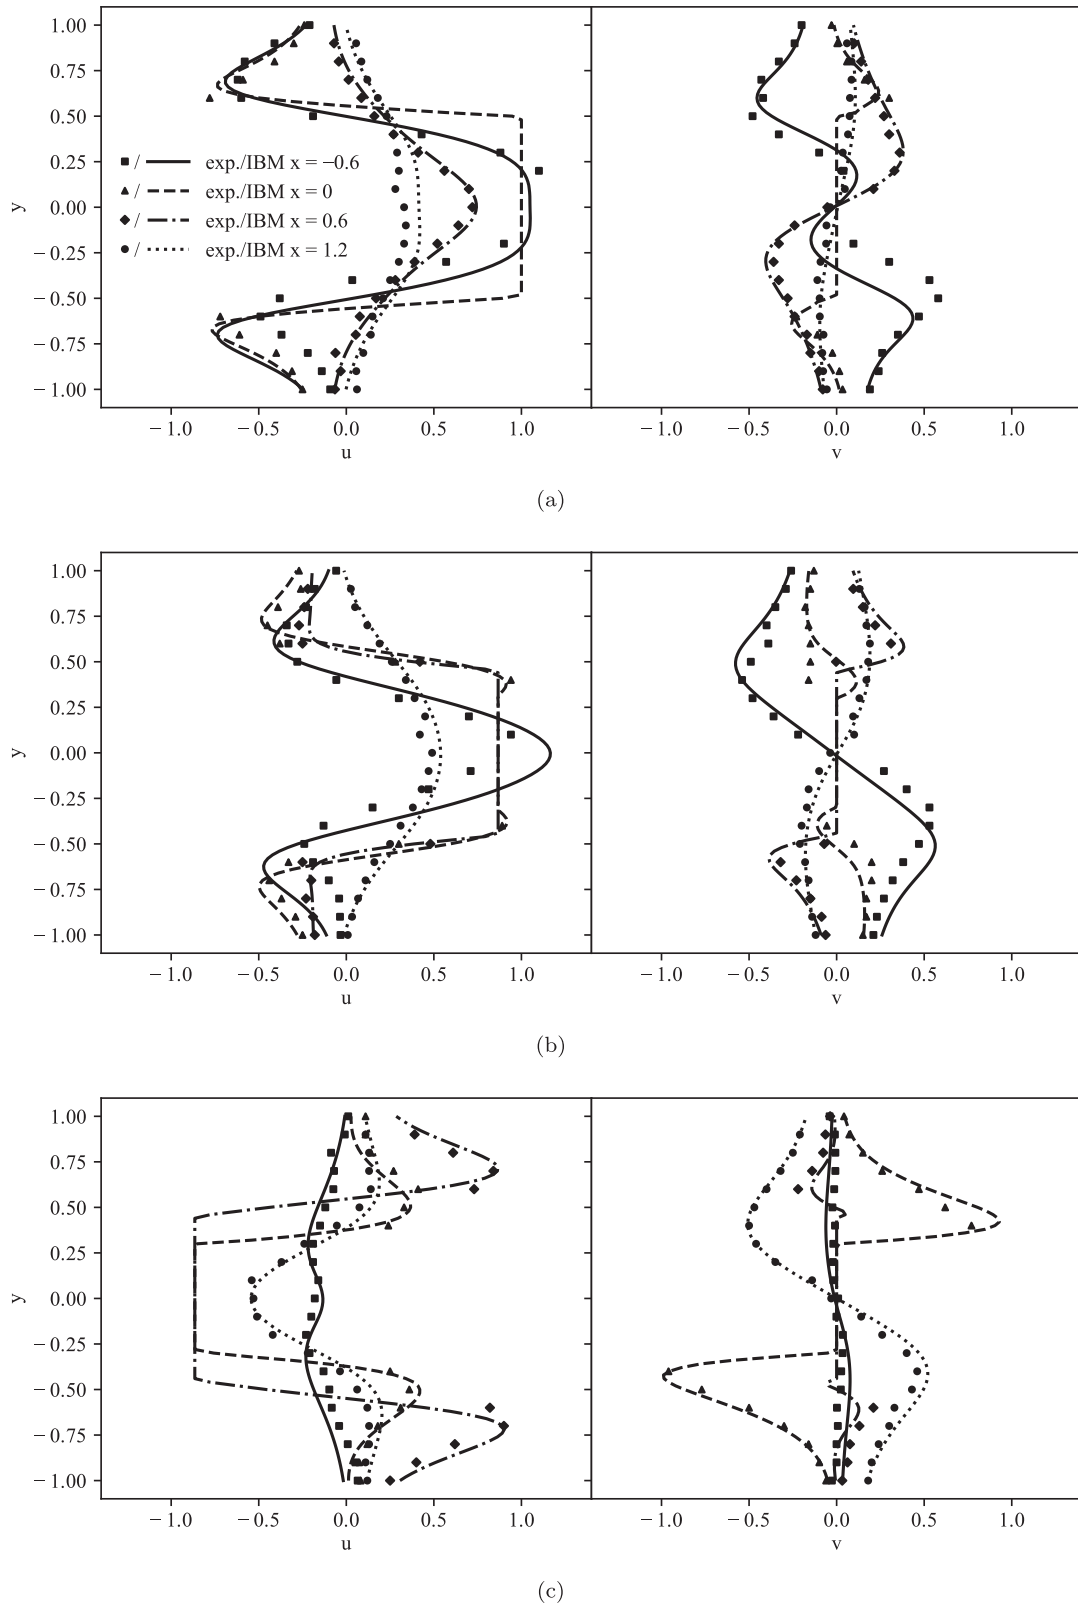 1.00
0.75
0.50
0.25
0.00
−0.25
−0.50
−0.75
−1.00
y
/ exp./IBM x = −0.6
/ exp./IBM x = 0
/ exp./IBM x = 0.6
/ exp./IBM x = 1.2
−1.0 −0.5 0.0 0.5 1.0
u
−1.0 −0.5 0.0 0.5 1.0
v
(a)
1.00
0.75
0.50
0.25
0.00
−0.25
−0.50
−0.75
−1.00
y
−1.0 −0.5 0.0 0.5 1.0
u
−1.0 −0.5 0.0 0.5 1.0
v
(b)
1.00
0.75
0.50
0.25
0.00
−0.25
−0.50
−0.75
−1.00
y
−1.0 −0.5 0.0 0.5 1.0
u
−1.0 −0.5 0.0 0.5 1.0
v
(c)